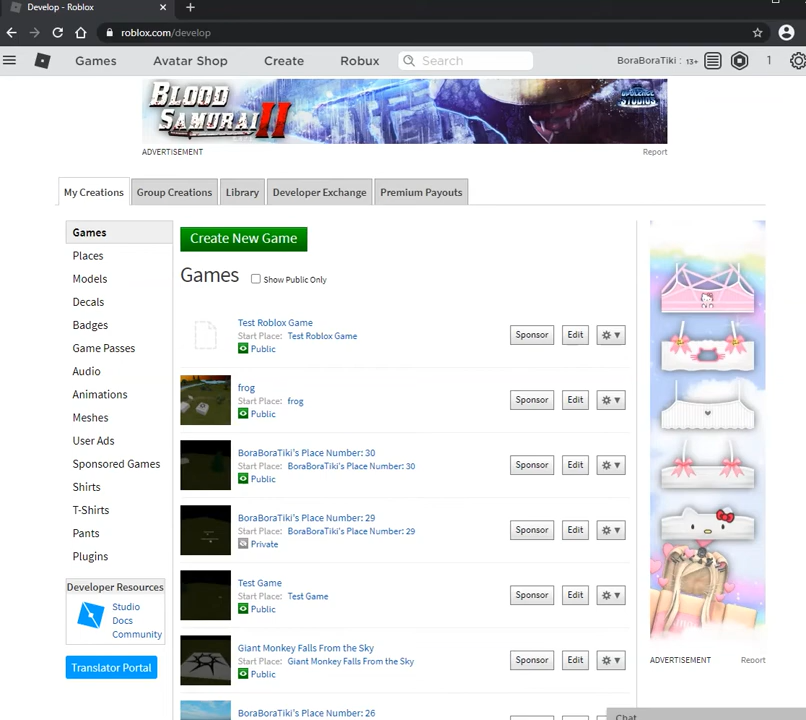 Develop - Roblox
roblox.com/develop
Games
Avatar Shop
Create
Robux
Search
BoraBoraTiki : 13+
1
BLOOD
SAMURAI II
OPULENCE
STUDIOS
ADVERTISEMENT
Report
My Creations
Group Creations
Library
Developer Exchange
Premium Payouts
Games
Places
Models
Decals
Badges
Game Passes
Audio
Animations
Meshes
User Ads
Sponsored Games
Shirts
T-Shirts
Pants
Plugins
Developer Resources
Studio
Docs
Community
Translator Portal
Create New Game
Games
Show Public Only
Test Roblox Game
Start Place: Test Roblox Game
Public
Sponsor
Edit
frog
Start Place: frog
Public
Sponsor
Edit
BoraBoraTiki's Place Number: 30
Start Place: BoraBoraTiki's Place Number: 30
Public
Sponsor
Edit
BoraBoraTiki's Place Number: 29
Start Place: BoraBoraTiki's Place Number: 29
Private
Sponsor
Edit
Test Game
Start Place: Test Game
Public
Sponsor
Edit
Giant Monkey Falls From the Sky
Start Place: Giant Monkey Falls From the Sky
Public
Sponsor
Edit
BoraBoraTiki's Place Number: 26
ADVERTISEMENT
Report
Chat